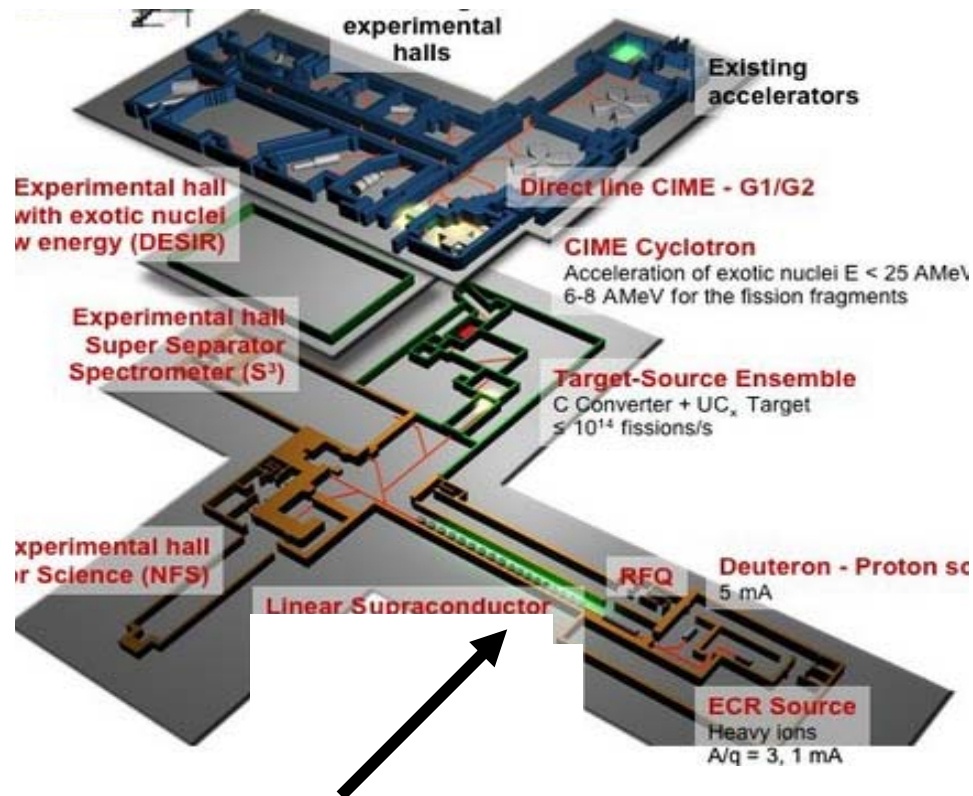 experimental
halls
Existing
accelerators
Experimental hall
with exotic nuclei
w energy (DESIR)
Direct line CIME - G1/G2
CIME Cyclotron
Acceleration of exotic nuclei E < 25 AMeV
6-8 AMeV for the fission fragments
Experimental hall
Super Separator
Spectrometer (S³)
Target-Source Ensemble
C Converter + UCₓ Target
≤ 10¹⁴ fissions/s
xperimental hall
or Science (NFS)
RFQ
Deuteron - Proton so
5 mA
Linear Supraconductor
ECR Source
Heavy ions
A/q = 3, 1 mA